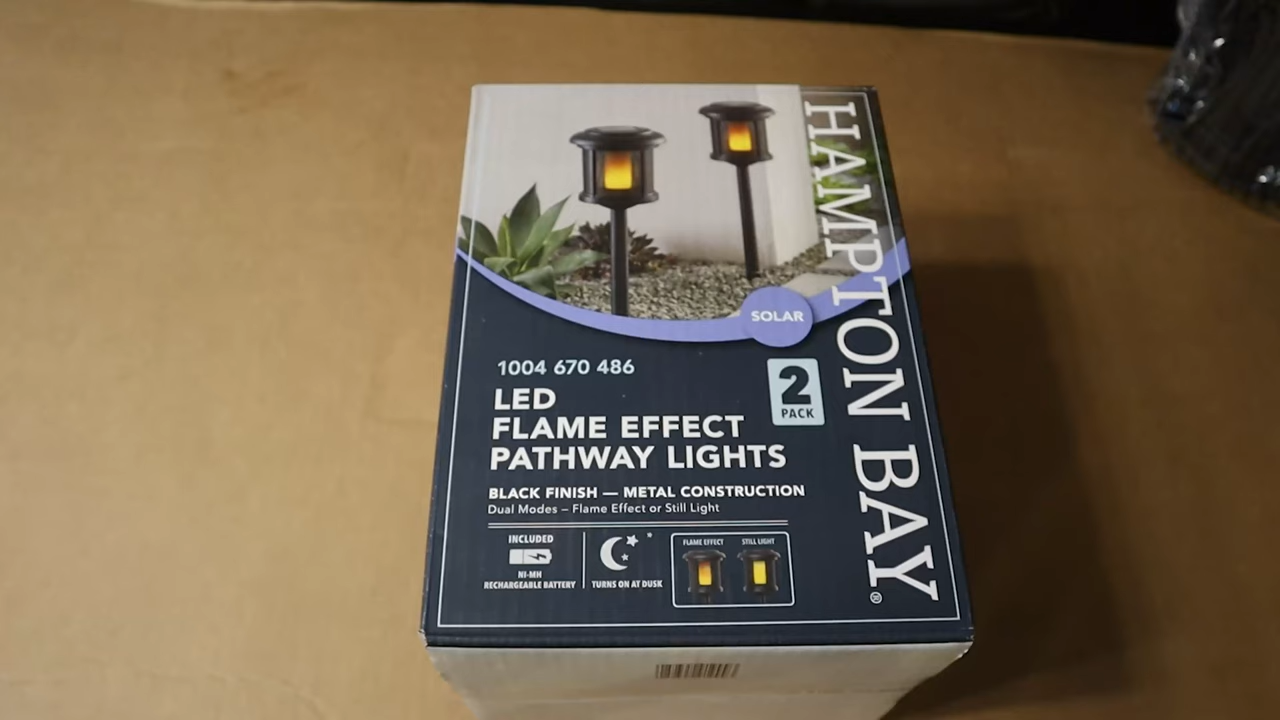 HAMPTON BAY®
SOLAR
1004 670 486
2
PACK
LED
FLAME EFFECT
PATHWAY LIGHTS
BLACK FINISH — METAL CONSTRUCTION
Dual Modes – Flame Effect or Still Light
INCLUDED
NI-MH
RECHARGEABLE BATTERY
TURNS ON AT DUSK
FLAME EFFECT
STILL LIGHT